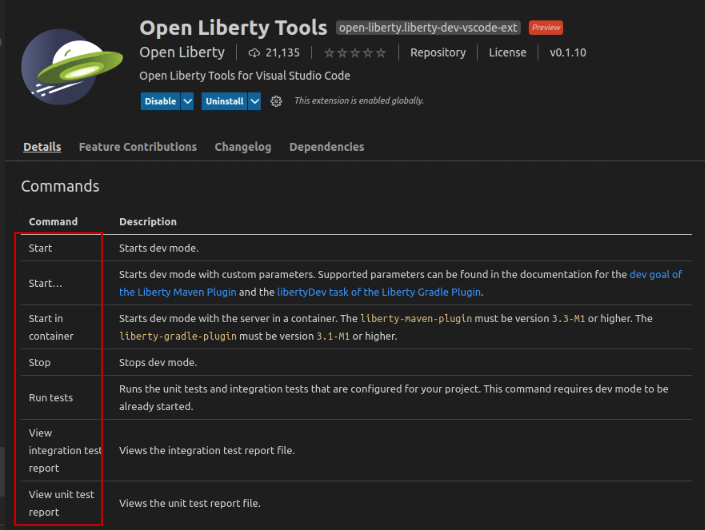 Open Liberty Tools open-liberty.liberty-dev-vscode-ext Preview
Open Liberty 21,135 Repository License v0.1.10
Open Liberty Tools for Visual Studio Code
Disable Uninstall This extension is enabled globally.
Details Feature Contributions Changelog Dependencies
Commands
Command Description
Start Starts dev mode.
Start... Starts dev mode with custom parameters. Supported parameters can be found in the documentation for the dev goal of
the Liberty Maven Plugin and the libertyDev task of the Liberty Gradle Plugin.
Start in
container
Starts dev mode with the server in a container. The liberty-maven-plugin must be version 3.3-M1 or higher. The
liberty-gradle-plugin must be version 3.1-M1 or higher.
Stop Stops dev mode.
Run tests Runs the unit tests and integration tests that are configured for your project. This command requires dev mode to be
already started.
View
integration test
report
Views the integration test report file.
View unit test
report
Views the unit test report file.